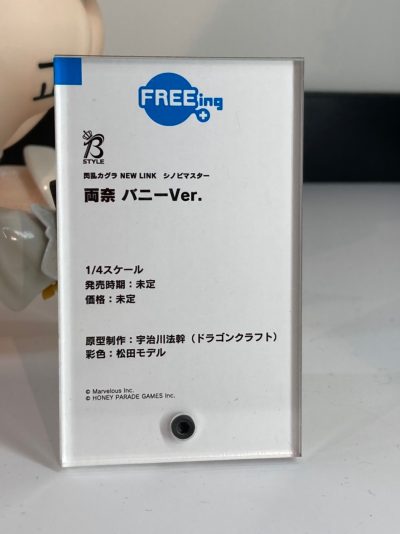 FREEing
B
STYLE
閃乱カグラ NEW LINK シノビマスター
両奈 バニーVer.
1/4スケール
発売時期：未定
価格：未定
原型制作：宇治川法幹（ドラゴンクラフト）
彩色：松田モデル
© Marvelous Inc.
© HONEY PARADE GAMES Inc.